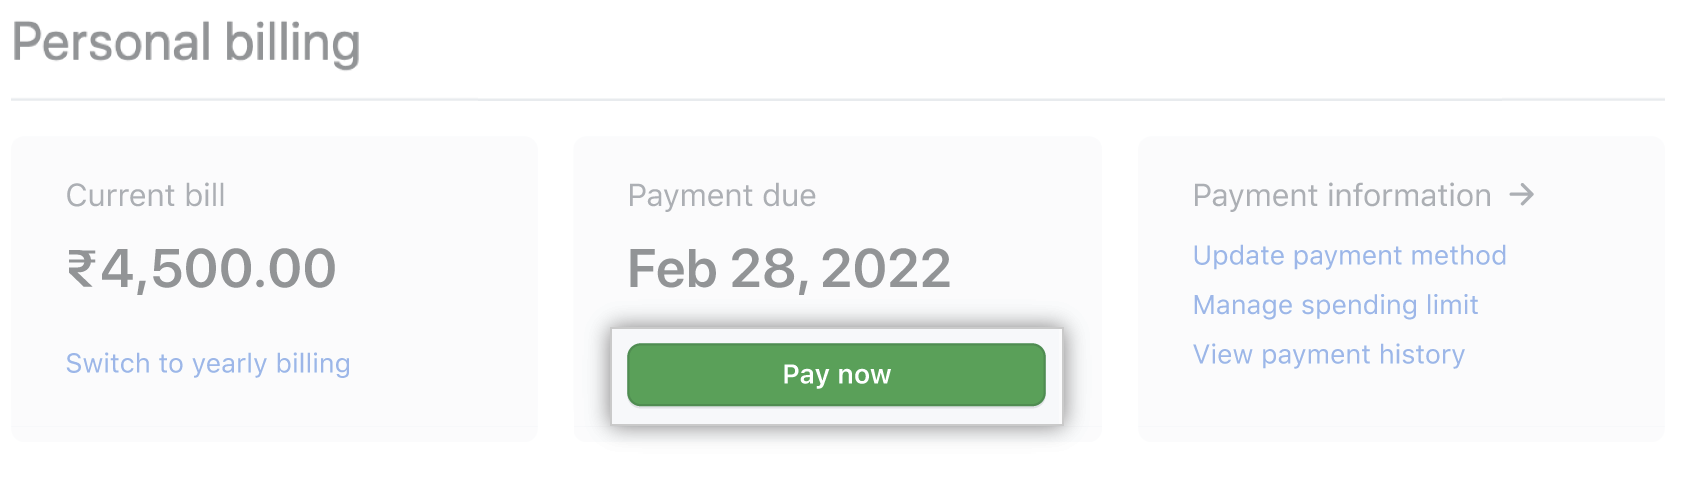 Personal billing
Current bill
₹4,500.00
Switch to yearly billing
Payment due
Feb 28, 2022
Pay now
Payment information →
Update payment method
Manage spending limit
View payment history